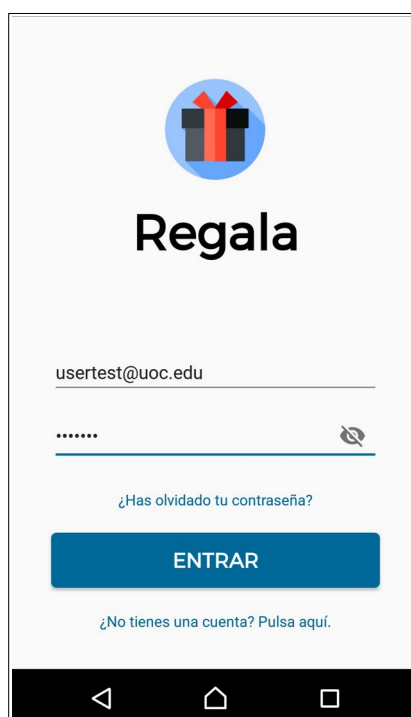 Regala
usertest@uoc.edu
•••••••
¿Has olvidado tu contraseña?
ENTRAR
¿No tienes una cuenta? Pulsa aquí.